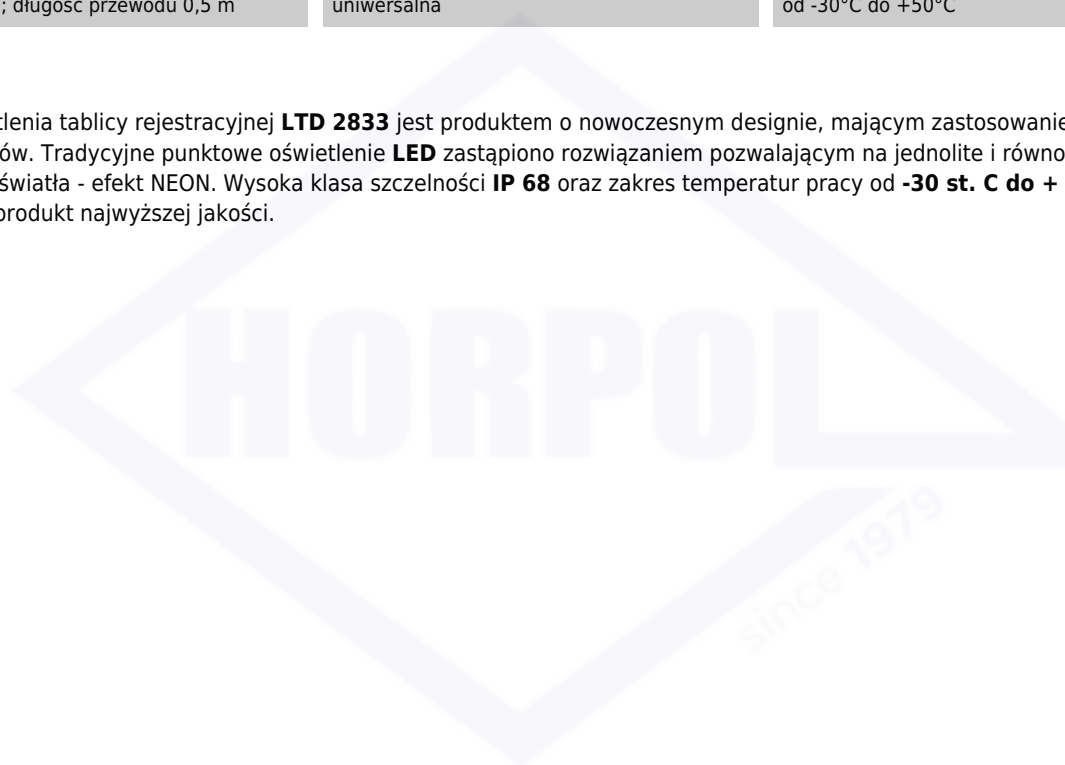 ; długość przewodu 0,5 m
uniwersalna
od -30°C do +50°C
tlenia tablicy rejestracyjnej LTD 2833 jest produktem o nowoczesnym designie, mającym zastosowanie
ów. Tradycyjne punktowe oświetlenie LED zastąpiono rozwiązaniem pozwalającym na jednolite i równo
światła - efekt NEON. Wysoka klasa szczelności IP 68 oraz zakres temperatur pracy od -30 st. C do +
produkt najwyższej jakości.
HORPOL
since 1979